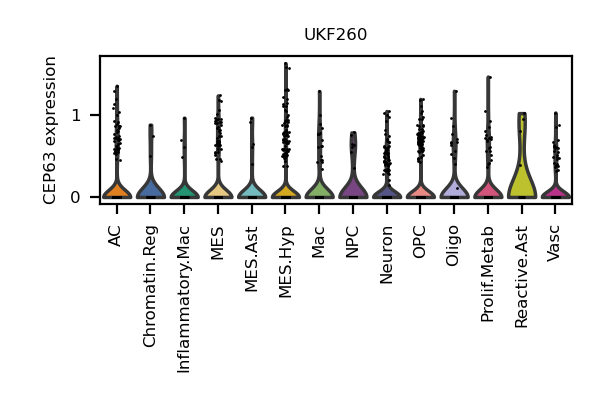 UKF260
CEP63 expression
1
0
AC
Chromatin.Reg
Inflammatory.Mac
MES
MES.Ast
MES.Hyp
Mac
NPC
Neuron
OPC
Oligo
Prolif.Metab
Reactive.Ast
Vasc